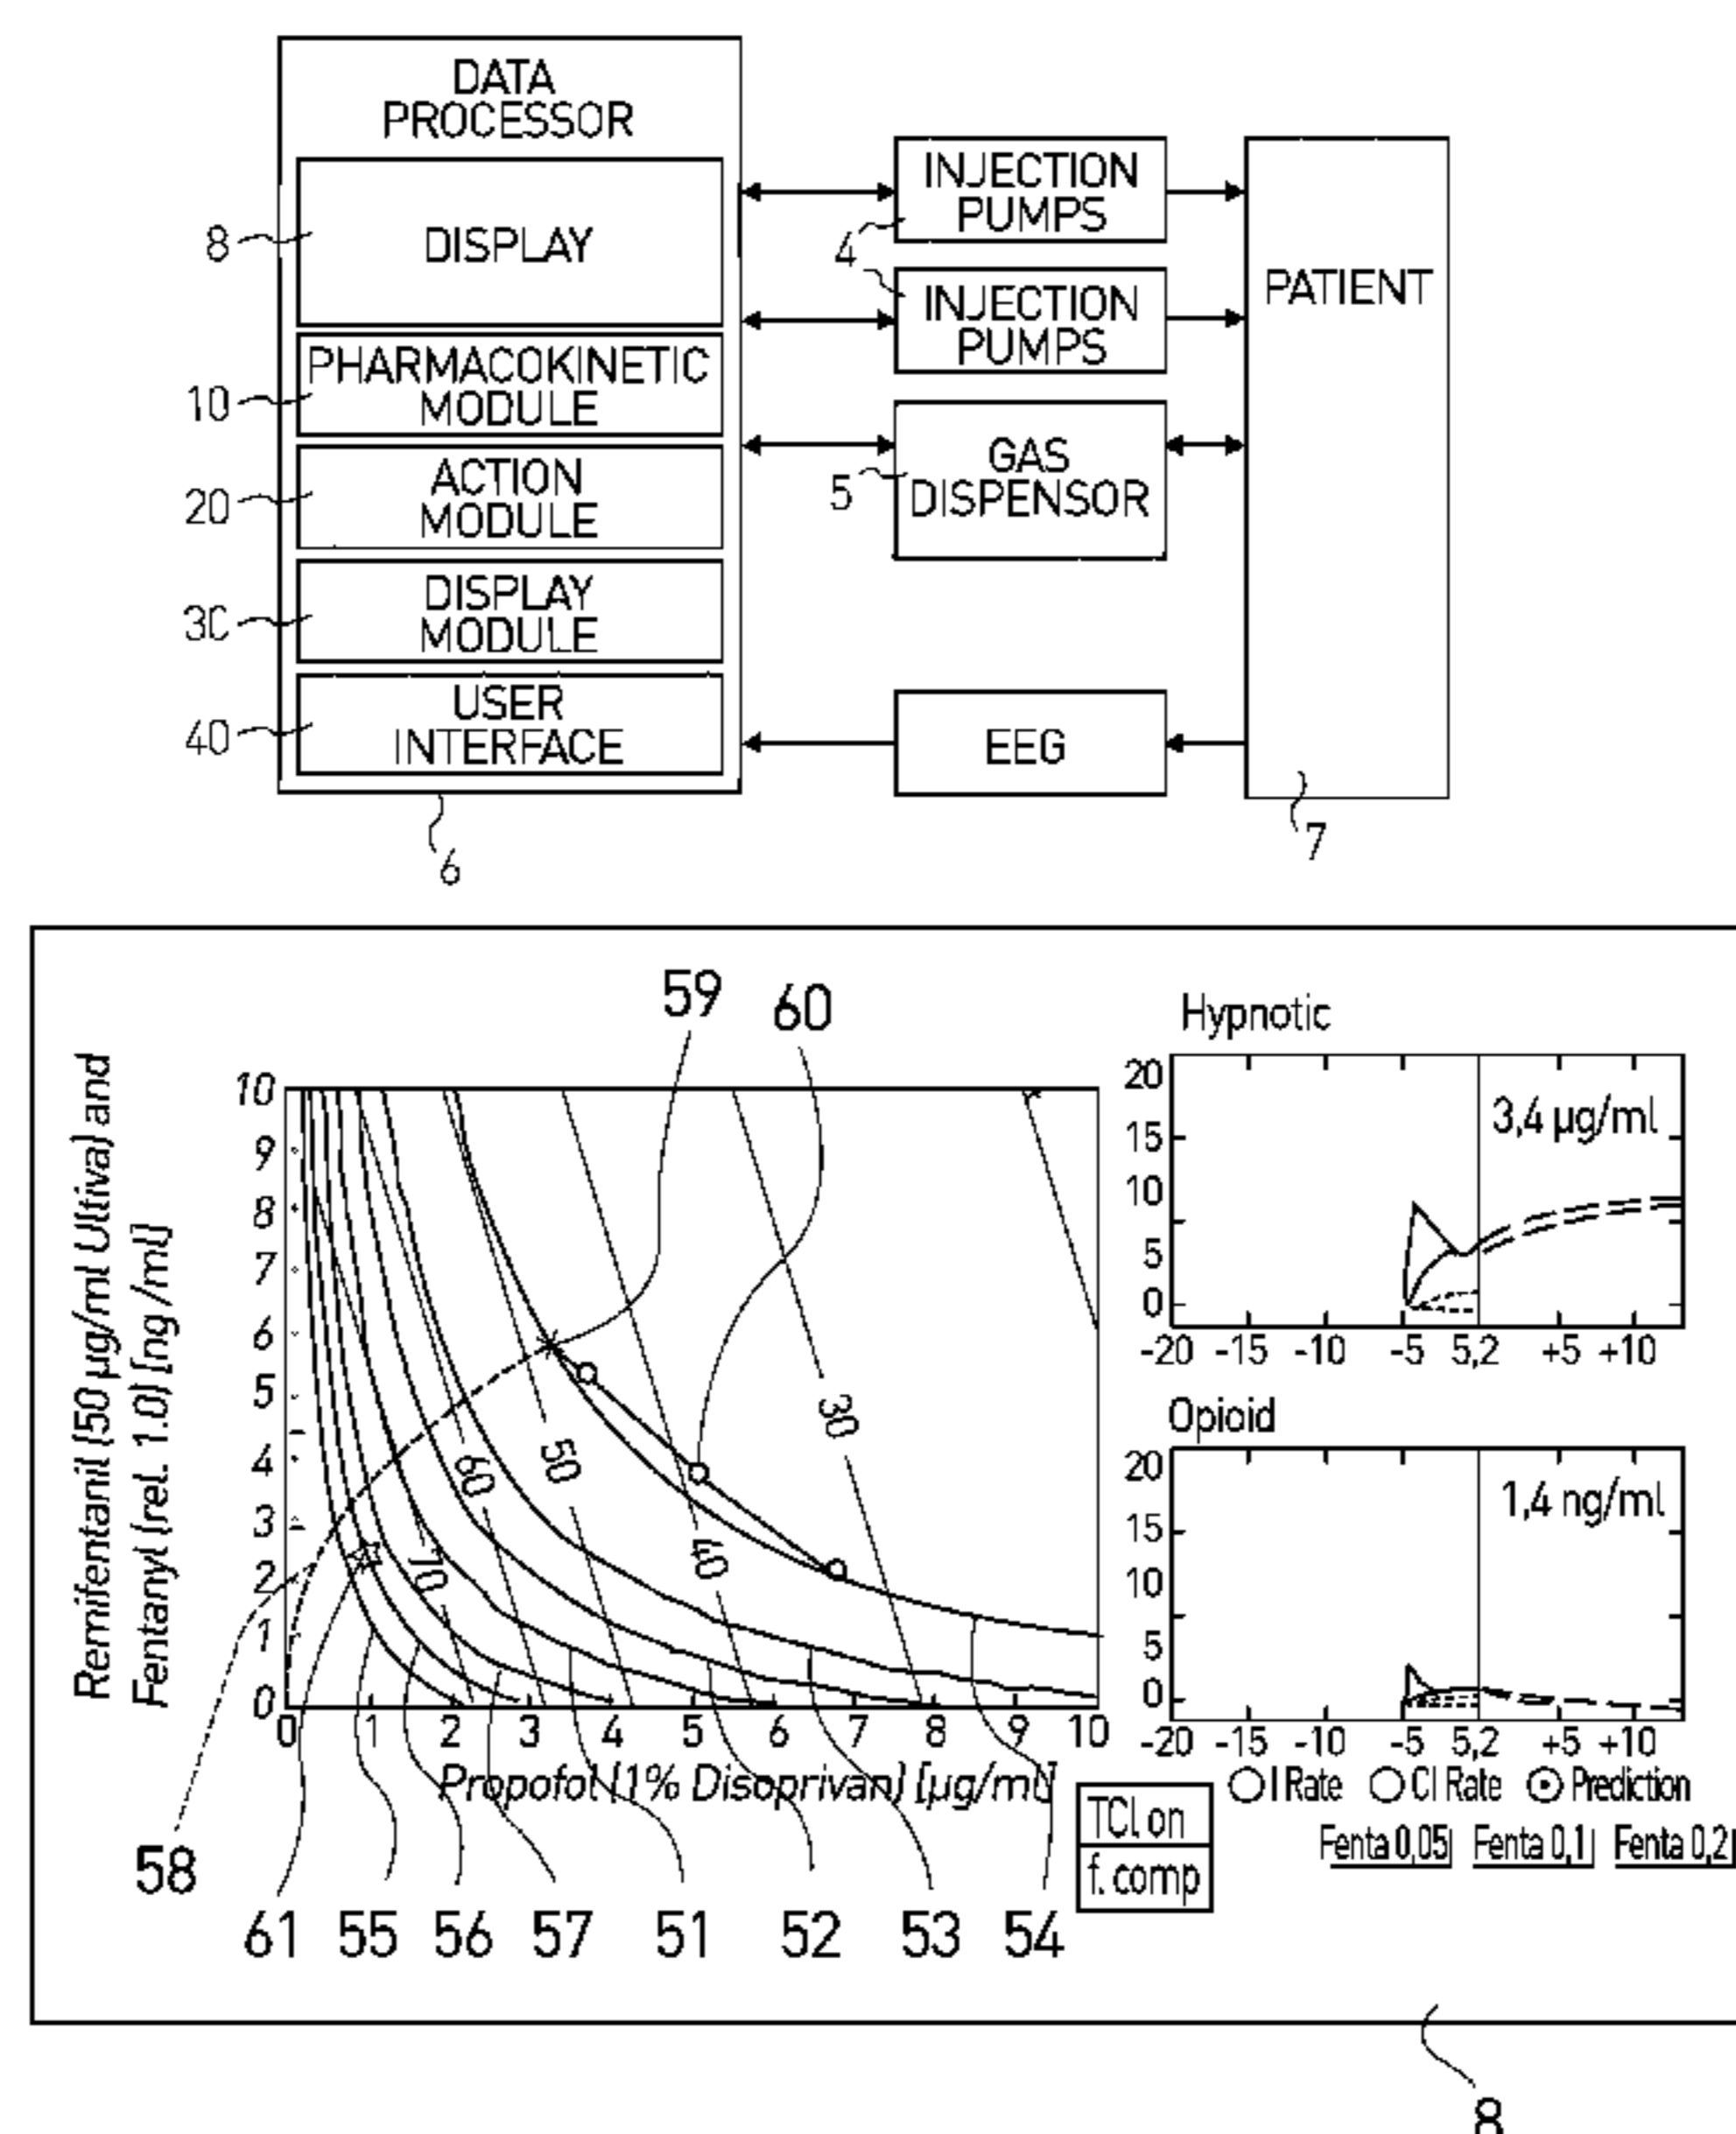 DATA
PROCESSOR
DISPLAY
PHARMACOKINETIC
MODULE
ACTION
MODULE
DISPLAY
MODULE
USER
INTERFACE
8
10
20
30
40
6
INJECTION
PUMPS
4
INJECTION
PUMPS
GAS
DISPENSOR
5
EEG
PATIENT
7
59
60
Remifentanil (50 µg/ml Ultiva) and
Fentanyl (rel. 1.0) [ng/ml]
10
9
8
7
6
5
4
3
2
1
0
0 1 2 3 4 5 6 7 8 9 10
Propofol (1% Disoprivan) [µg/ml]
70
60
50
40
30
58
61 55 56 57 51 52 53 54
Hypnotic
20
15
10
5
0
3,4 µg/ml
-20 -15 -10 -5 5,2 +5 +10
Opioid
20
15
10
5
0
1,4 ng/ml
-20 -15 -10 -5 5,2 +5 +10
I Rate CI Rate Prediction
TCI on
f. comp
Fenta 0,05 Fenta 0,1 Fenta 0,2
8